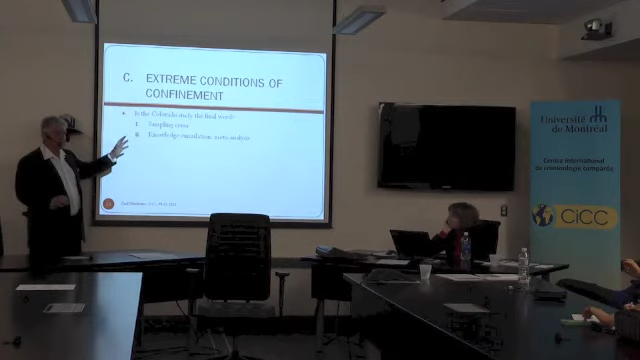 C. EXTREME CONDITIONS OF
CONFINEMENT
• Is the Colorado study the final word?
I. Sampling error
II. Knowledge cumulation: meta-analysis
Université
de Montréal
Centre international
de criminologie comparée
CiCC